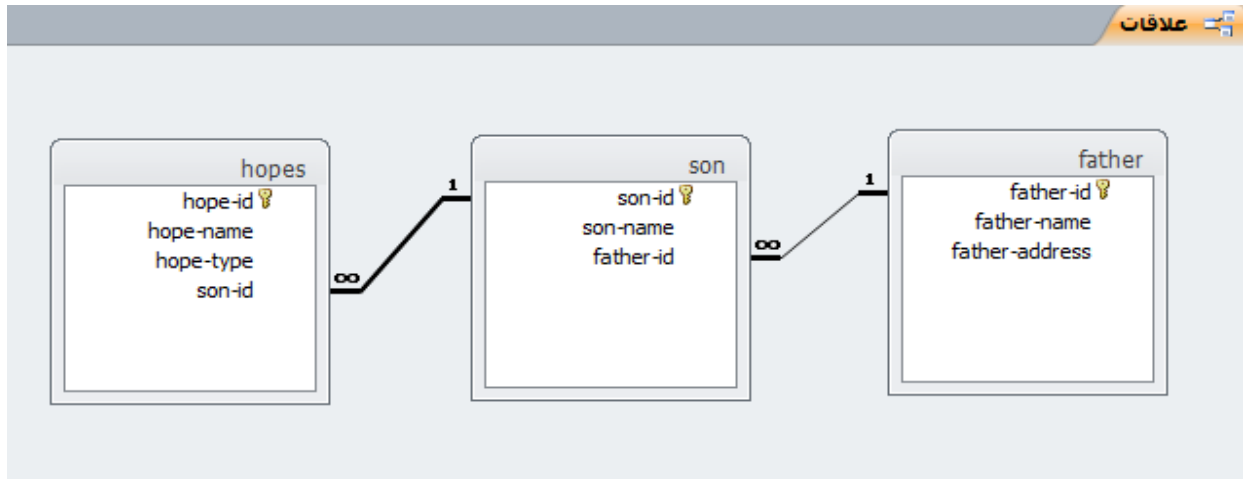 علاقات
father
father-id
father-name
father-address
1
son
son-id
son-name
father-id
∞
1
hopes
hope-id
hope-name
hope-type
son-id
∞